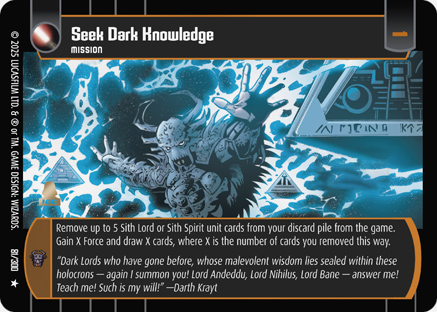 Seek Dark Knowledge
MISSION
1
Remove up to 5 Sith Lord or Sith Spirit unit cards from your discard pile from the game.
Gain X Force and draw X cards, where X is the number of cards you removed this way.
“Dark Lords who have gone before, whose malevolent wisdom lies sealed within these
holocrons — again I summon you! Lord Andeddu, Lord Nihilus, Lord Bane — answer me!
Teach me! Such is my will!” —Darth Krayt
© 2025 LUCASFILM LTD. & ® OR TM. GAME DESIGN: WIZARDS.
81/300